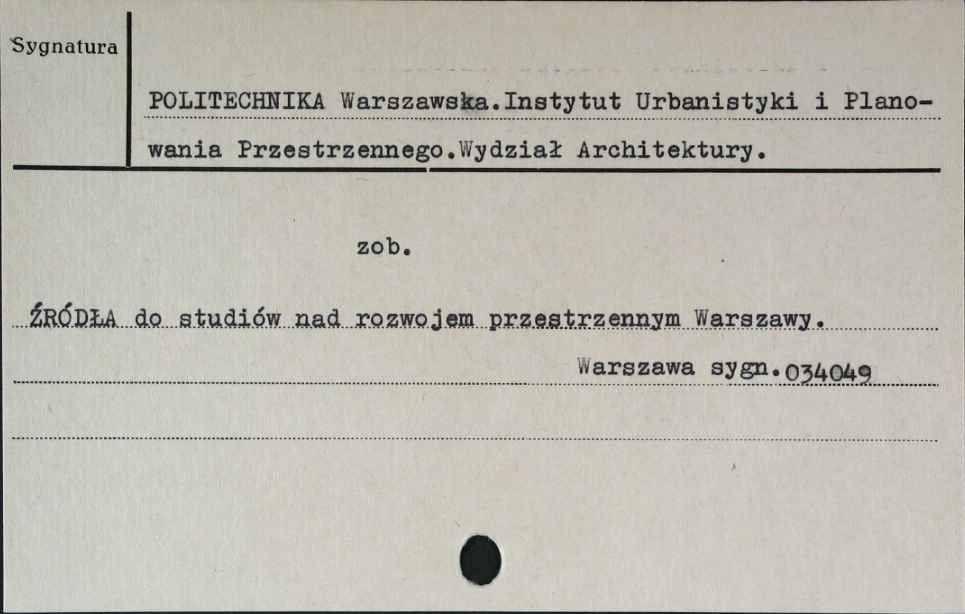 Sygnatura
POLITECHNIKA Warszawska.Instytut Urbanistyki i Plano-
wania Przestrzennego.Wydział Architektury.
zob.
ŹRÓDŁA do studiów nad rozwojem przestrzennym Warszawy.
Warszawa sygn.034049